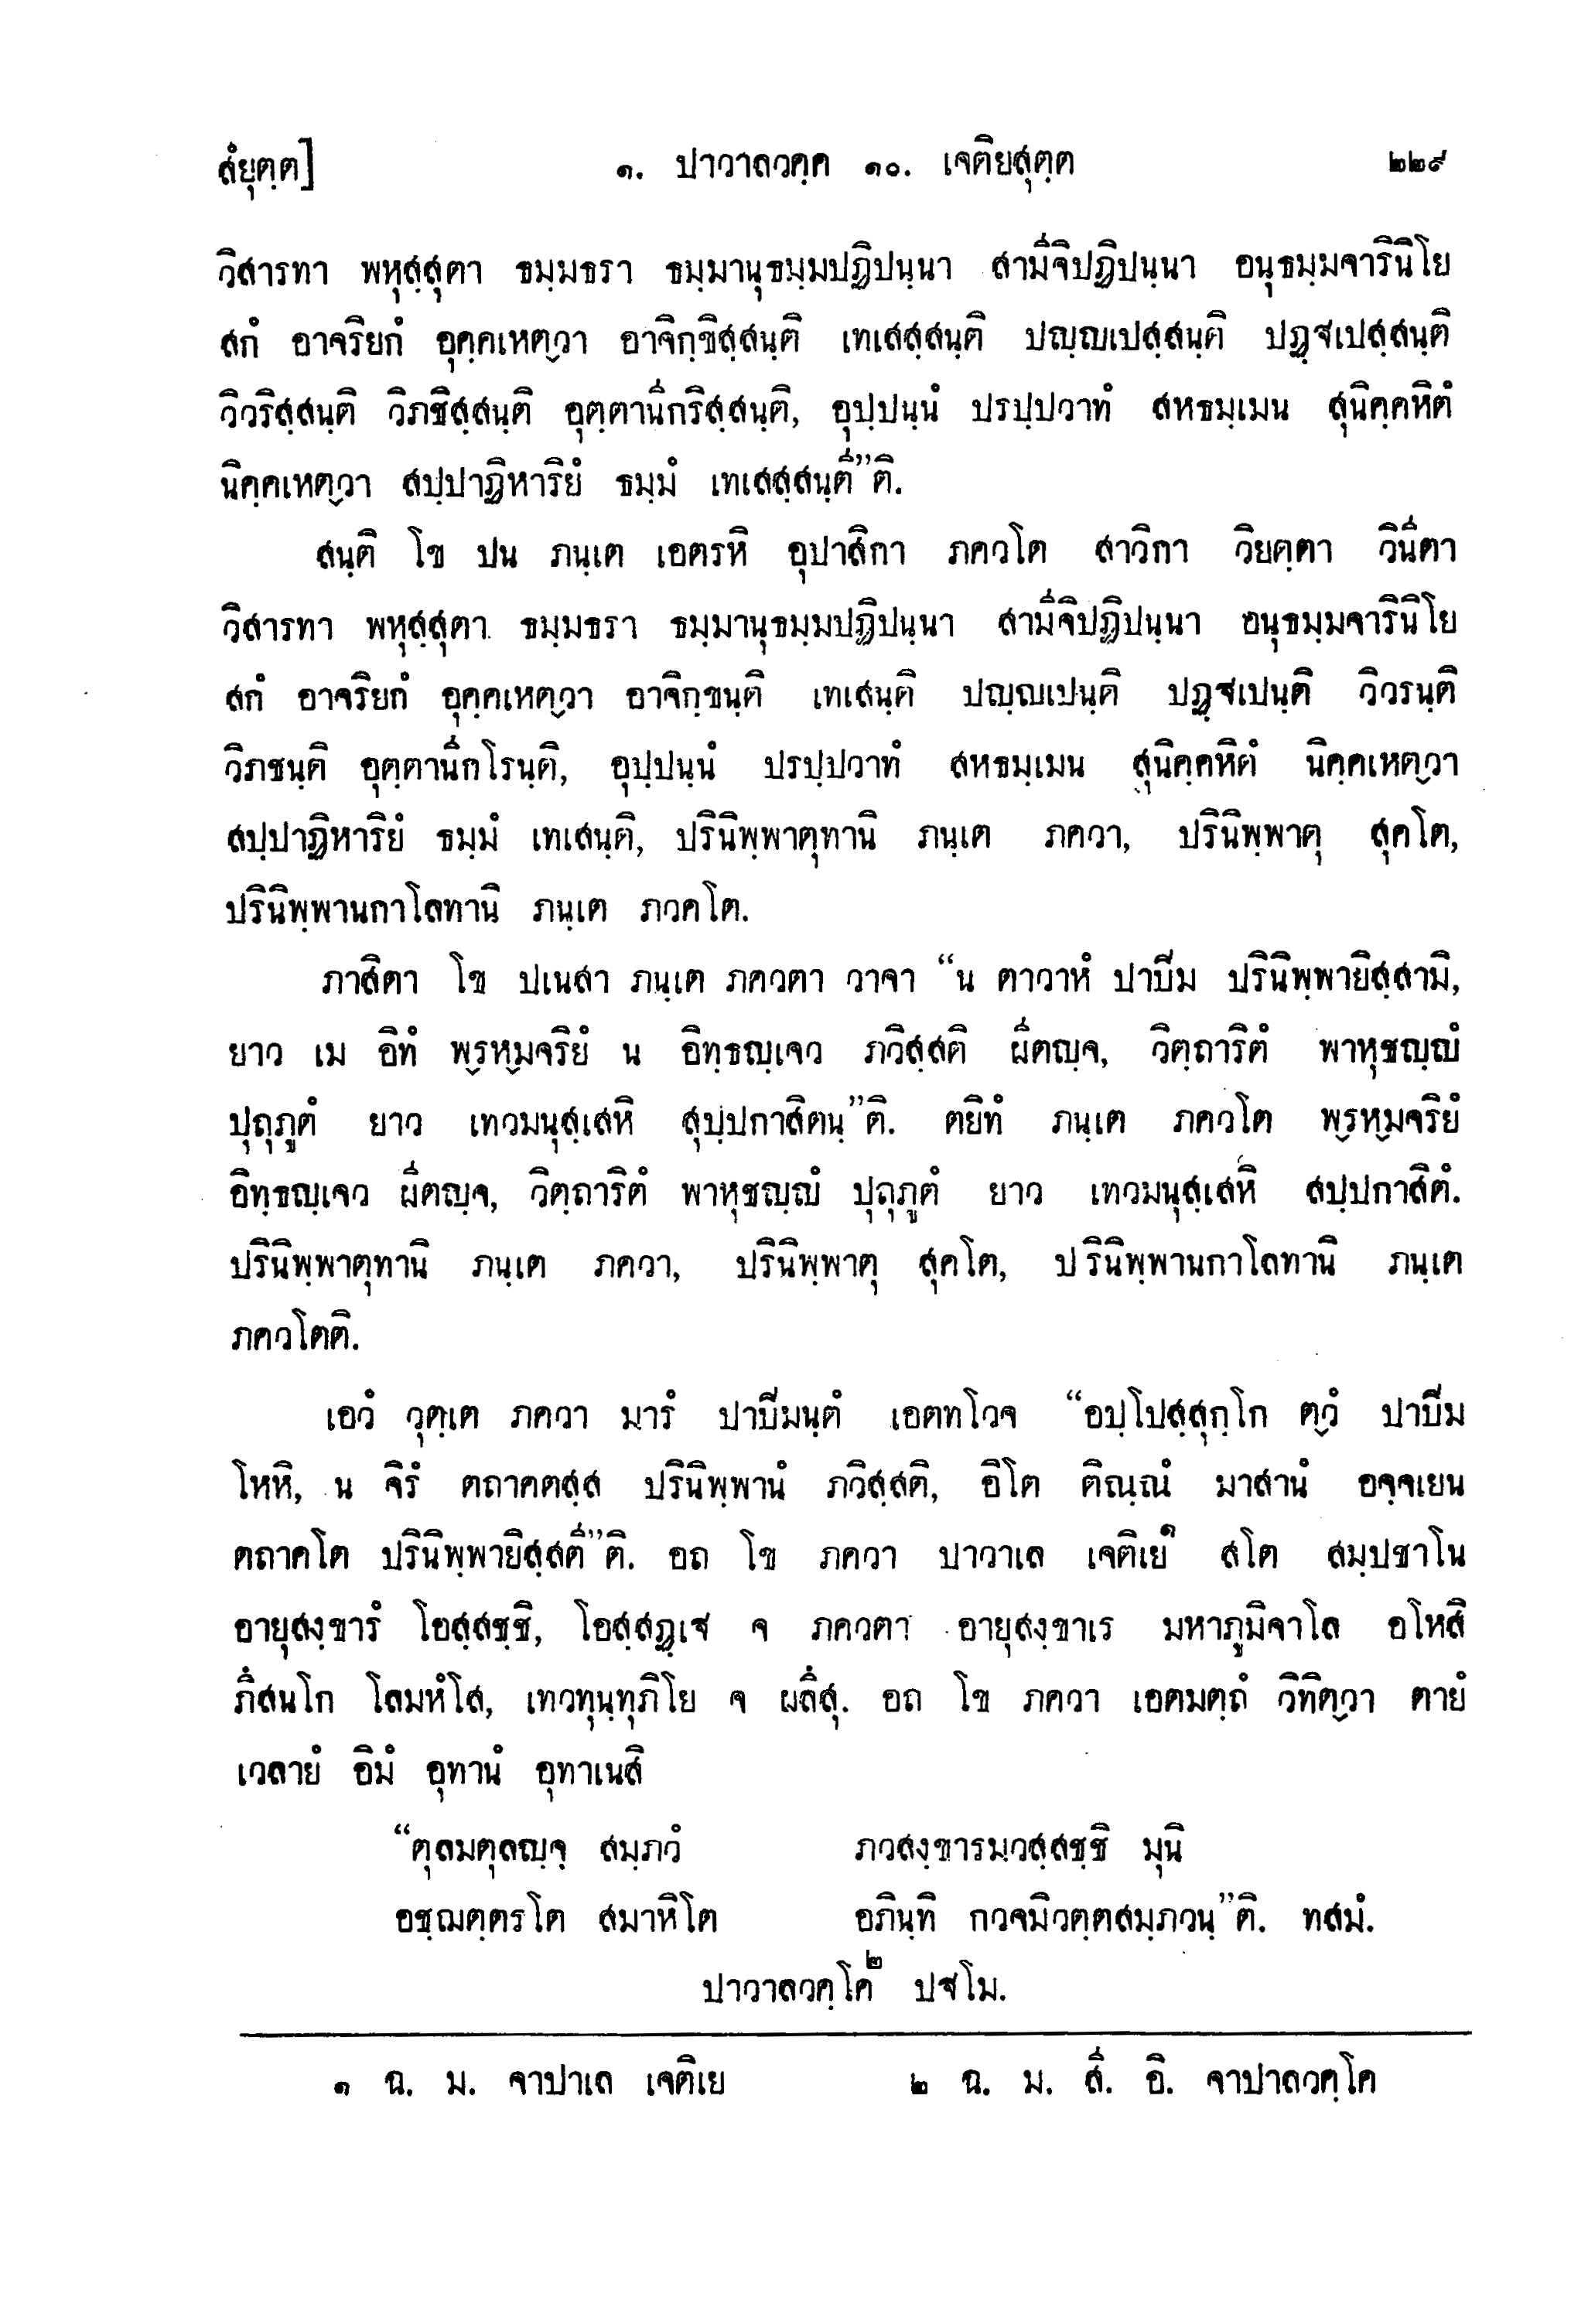 สํยุตฺต]	๑. ปาวาลวคฺค ๑๐. เจติยสุตฺต	๒๒๙
วิสารทา พหุสฺสุตา ธมฺมธรา ธมฺมานุธมฺมปฏิปนฺนา สามีจิปฏิปนฺนา อนุธมฺมจารินิโย
สกํ อาจริยกํ อุคฺคเหตฺวา อาจิกฺขิสฺสนฺติ เทเสสฺสนฺติ ปญฺญเปสฺสนฺติ ปฏฺฐเปสฺสนฺติ
วิวริสฺสนฺติ วิภชิสฺสนฺติ อุตฺตานีกริสฺสนฺติ, อุปฺปนฺนํ ปรปฺปวาทํ สหธมฺเมน สุนิคฺคหิตํ
นิคฺคเหตฺวา สปฺปาฏิหาริยํ ธมฺมํ เทเสสฺสนฺตี”ติ.
สนฺติ โข ปน ภนฺเต เอตรหิ อุปาสิกา ภควโต สาวิกา วิยตฺตา วินีตา
วิสารทา พหุสฺสุตา ธมฺมธรา ธมฺมานุธมฺมปฏิปนฺนา สามีจิปฏิปนฺนา อนุธมฺมจารินิโย
สกํ อาจริยกํ อุคฺคเหตฺวา อาจิกฺขนฺติ เทเสนฺติ ปญฺญเปนฺติ ปฏฺฐเปนฺติ วิวรนฺติ
วิภชนฺติ อุตฺตานีกโรนฺติ, อุปฺปนฺนํ ปรปฺปวาทํ สหธมฺเมน สุนิคฺคหิตํ นิคฺคเหตฺวา
สปฺปาฏิหาริยํ ธมฺมํ เทเสนฺติ, ปรินิพฺพาตุทานิ ภนฺเต ภควา, ปรินิพฺพาตุ สุคโต,
ปรินิพฺพานกาโลทานิ ภนฺเต ภวคโต.
ภาสิตา โข ปเนสา ภนฺเต ภควตา วาจา “น ตาวาหํ ปาปิม ปรินิพฺพายิสฺสามิ,
ยาว เม อิทํ พฺรหฺมจริยํ น อิทฺธญฺเจว ภวิสฺสติ ผีตญฺจ, วิตฺถาริตํ พาหุชญฺญํ
ปุถุภูตํ ยาว เทวมนุสฺเสหิ สุปฺปกาสิตนฺ”ติ. ตยิทํ ภนฺเต ภควโต พฺรหฺมจริยํ
อิทฺธญฺเจว ผีตญฺจ, วิตฺถาริตํ พาหุชญฺญํ ปุถุภูตํ ยาว เทวมนุสฺเสหิ สปฺปกาสิตํ.
ปรินิพฺพาตุทานิ ภนฺเต ภควา, ปรินิพฺพาตุ สุคโต, ปรินิพฺพานกาโลทานิ ภนฺเต
ภควโตติ.
เอวํ วุตฺเต ภควา มารํ ปาปิมนฺตํ เอตทโวจ “อปฺโปสฺสุกฺโก ตฺวํ ปาปิม
โหหิ, น จิรํ ตถาคตสฺส ปรินิพฺพานํ ภวิสฺสติ, อิโต ติณฺณํ มาสานํ อจฺจเยน
ตถาคโต ปรินิพฺพายิสฺสตี”ติ. อถ โข ภควา ปาวาเล เจติเย๑ สโต สมฺปชาโน
อายุสงฺขารํ โอสฺสชฺชิ, โอสฺสฏฺเฐ จ ภควตา อายุสงฺขาเร มหาภูมิจาโล อโหสิ
ภึสนโก โลมหํโส, เทวทุนฺทุภิโย จ ผลึสุ. อถ โข ภควา เอตมตฺถํ วิทิตฺวา ตายํ
เวลายํ อิมํ อุทานํ อุทาเนสิ
“ตุลมตุลญฺจ สมฺภวํ	ภวสงฺขารมวสฺสชฺชิ มุนิ
อชฺฌตฺตรโต สมาหิโต	อภินฺทิ กวจมิวตฺตสมฺภวนฺ”ติ. ทสมํ.
ปาวาลวคฺโค๒ ปฐโม.
๑ ฉ. ม. จาปาเล เจติเย	๒ ฉ. ม. สี. อิ. จาปาลวคฺโค